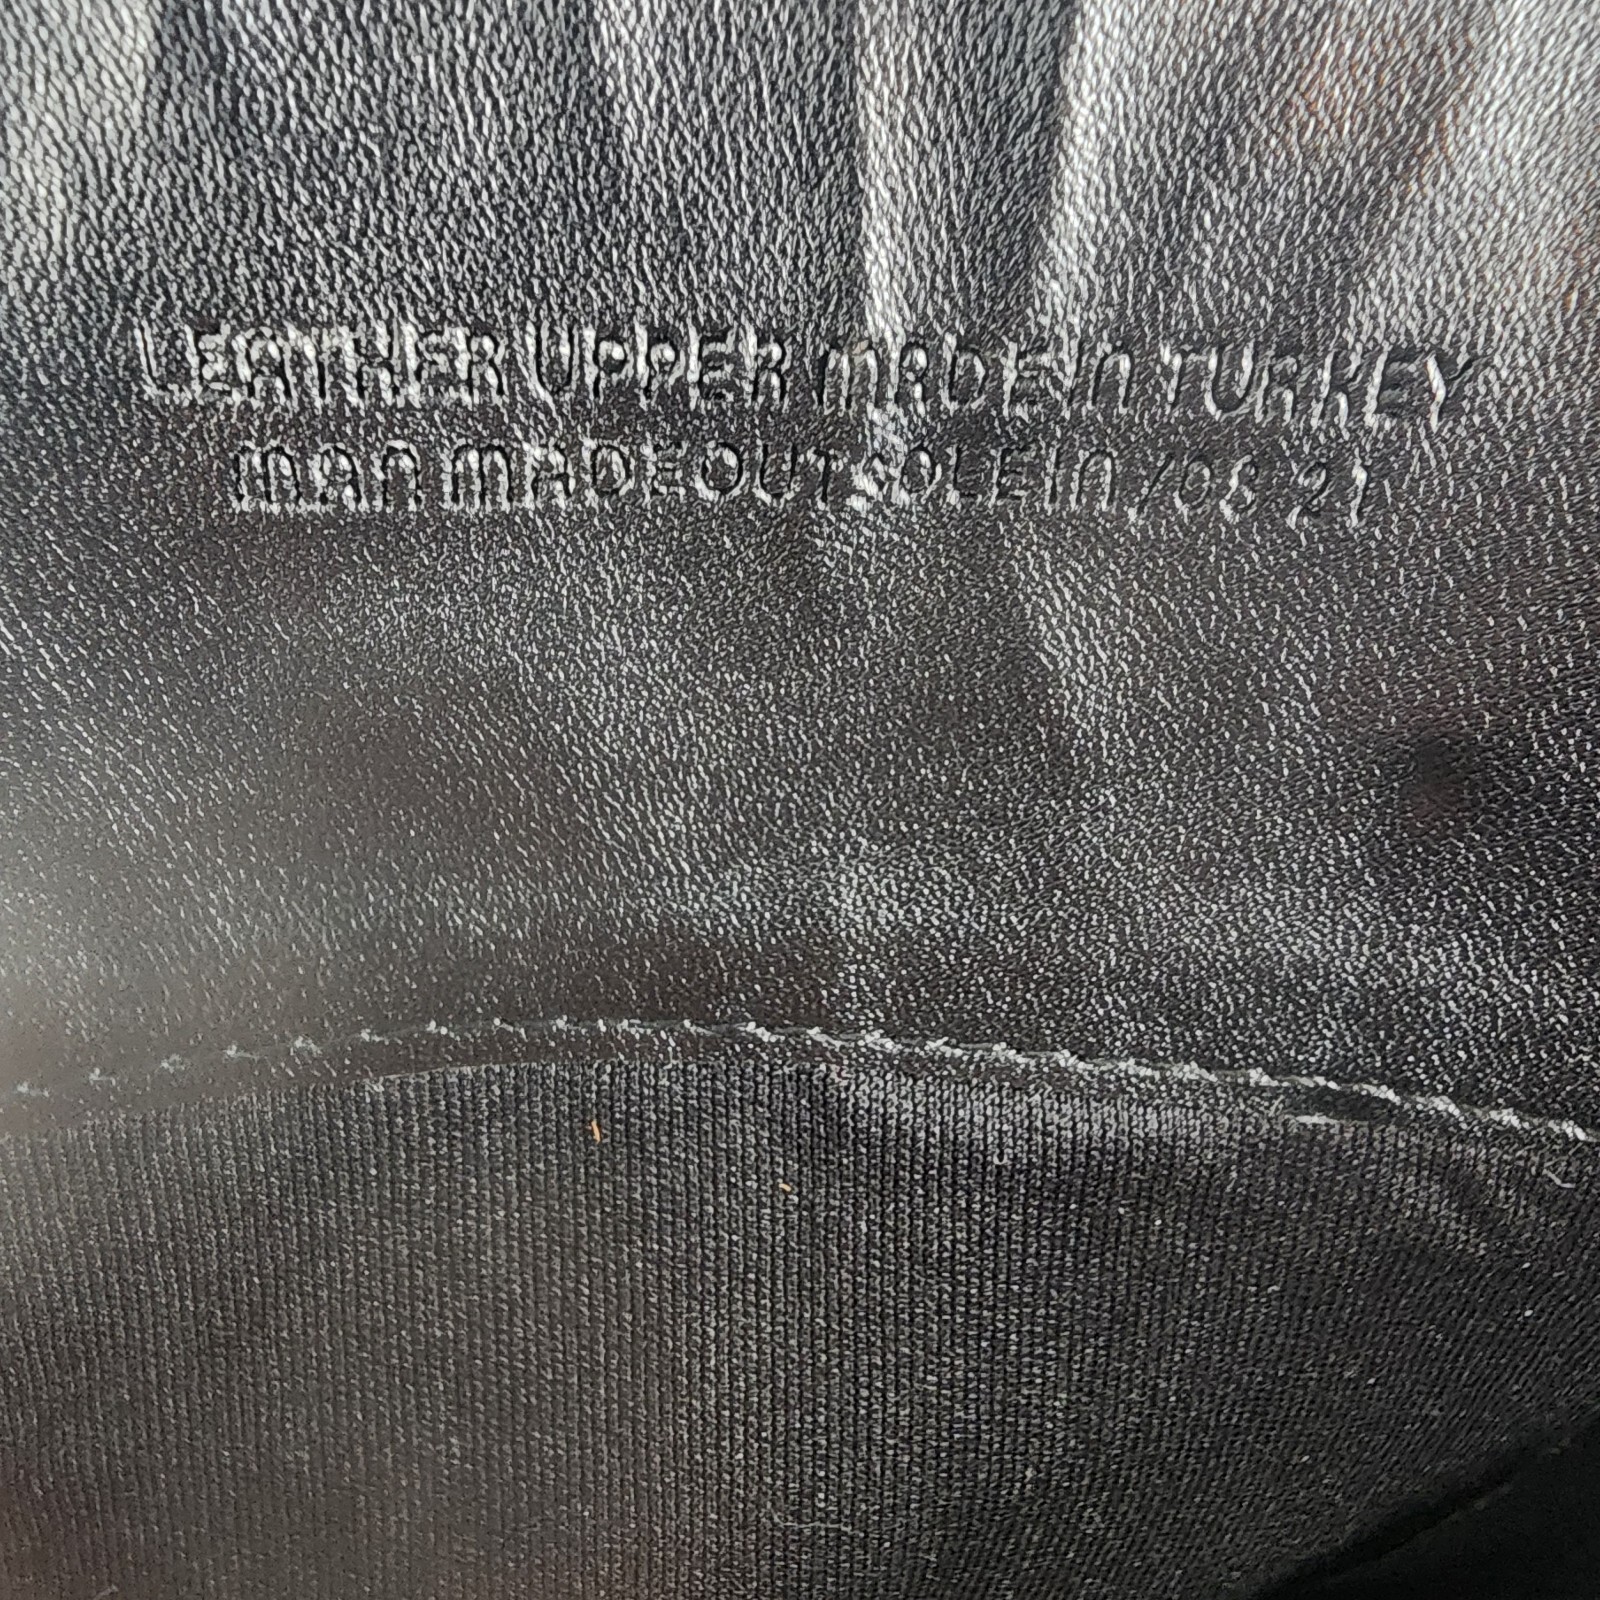 LEATHER UPPER MADE IN TURKEY
MAN MADE OUTSOLE IN /08 21